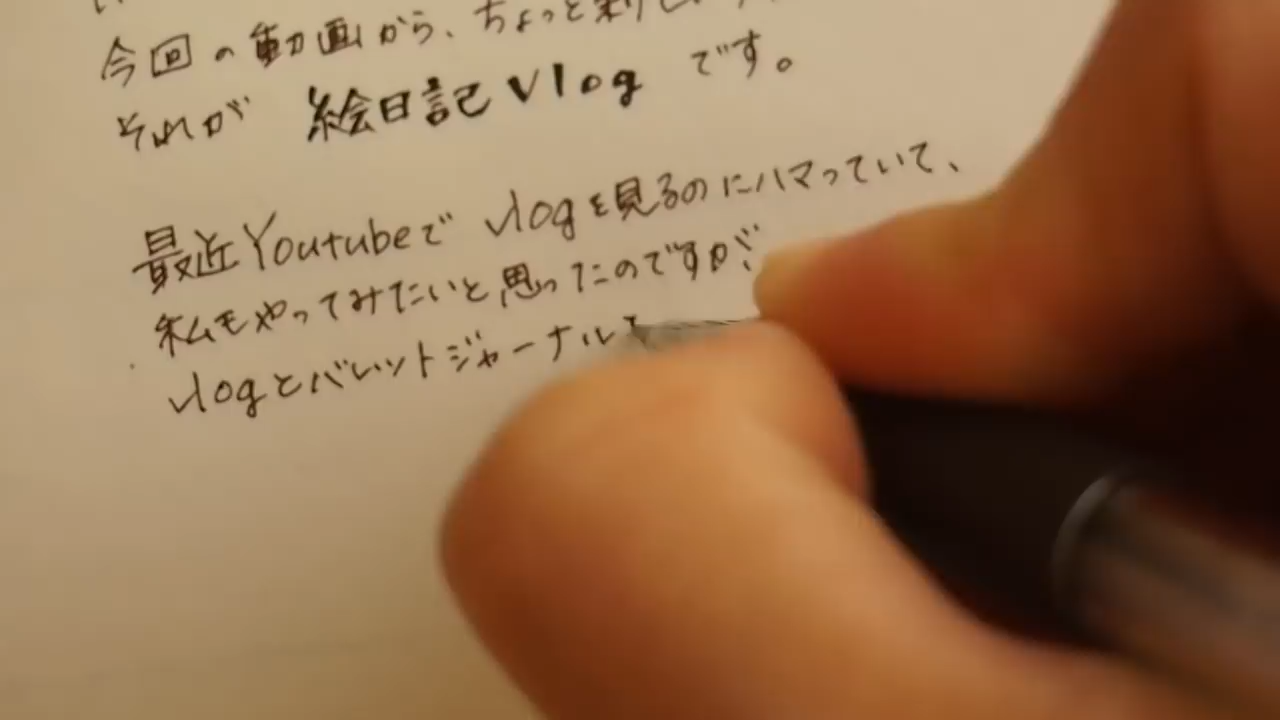 今回の動画から、ちょっと新し
それが 絵日記Vlog です。
最近Youtubeで vlogを見るのにハマっていて、
私もやってみたいと思ったのですが、
vlogとバレットジャーナル